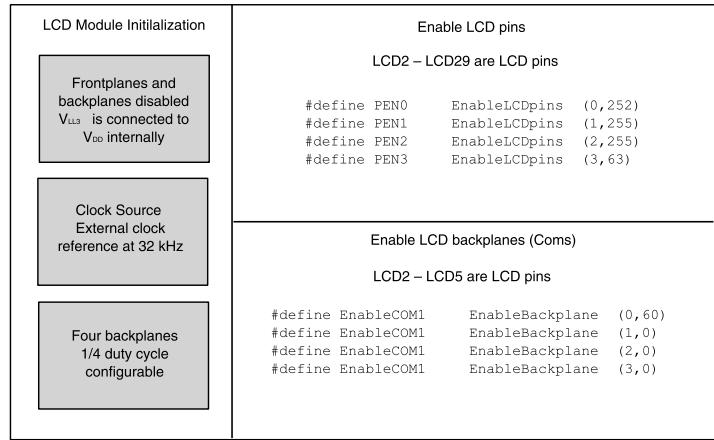 LCD Module Initilalization
Frontplanes and
backplanes disabled
VLL3 is connected to
VDD internally
Clock Source
External clock
reference at 32 kHz
Four backplanes
1/4 duty cycle
configurable
Enable LCD pins
LCD2 – LCD29 are LCD pins
#define PEN0 EnableLCDpins (0,252)
#define PEN1 EnableLCDpins (1,255)
#define PEN2 EnableLCDpins (2,255)
#define PEN3 EnableLCDpins (3,63)
Enable LCD backplanes (Coms)
LCD2 – LCD5 are LCD pins
#define EnableCOM1 EnableBackplane (0,60)
#define EnableCOM1 EnableBackplane (1,0)
#define EnableCOM1 EnableBackplane (2,0)
#define EnableCOM1 EnableBackplane (3,0)